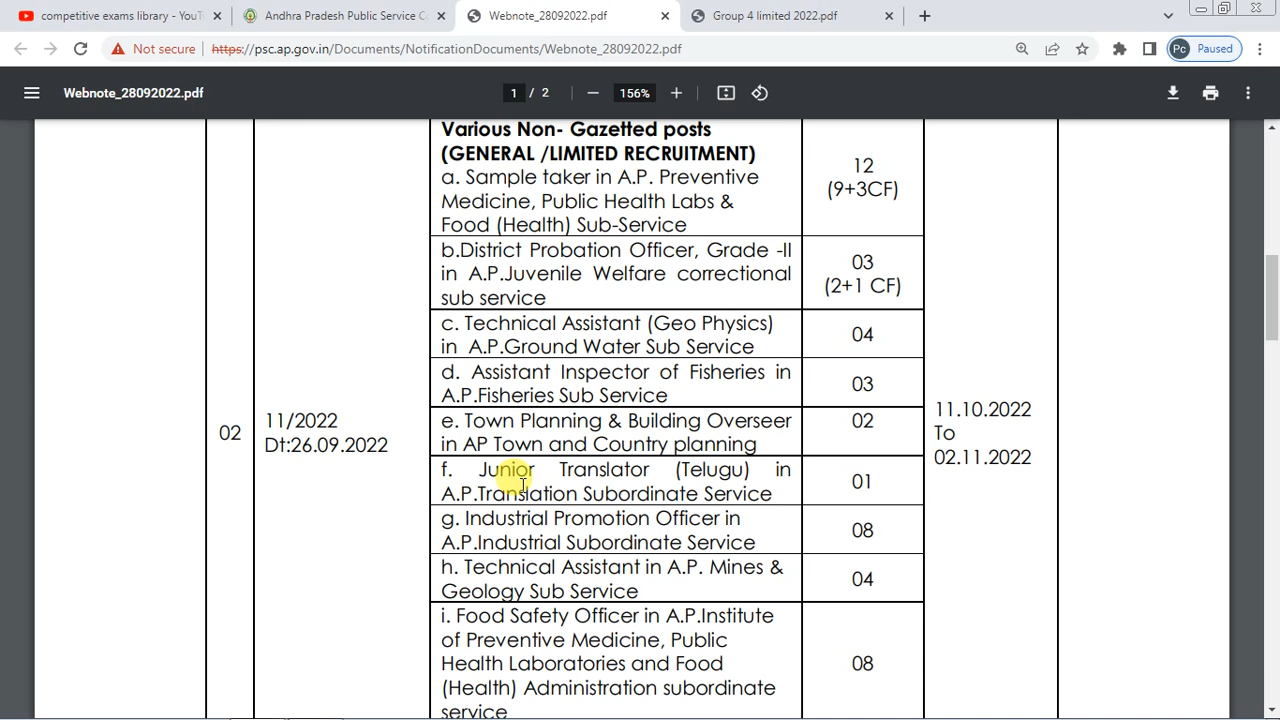 competitive exams library - YouT
Andhra Pradesh Public Service C
Webnote_28092022.pdf
Group 4 limited 2022.pdf
Not secure
https://psc.ap.gov.in/Documents/NotificationDocuments/Webnote_28092022.pdf
Pc Paused
Webnote_28092022.pdf
1 / 2
156%
Various Non- Gazetted posts
(GENERAL /LIMITED RECRUITMENT)
a. Sample taker in A.P. Preventive
Medicine, Public Health Labs &
Food (Health) Sub-Service
12
(9+3CF)
b.District Probation Officer, Grade -II
in A.P.Juvenile Welfare correctional
sub service
03
(2+1 CF)
c. Technical Assistant (Geo Physics)
in A.P.Ground Water Sub Service
04
d. Assistant Inspector of Fisheries in
A.P.Fisheries Sub Service
03
02
11/2022
Dt:26.09.2022
e. Town Planning & Building Overseer
in AP Town and Country planning
02
11.10.2022
To
02.11.2022
f. Junior Translator (Telugu) in
A.P.Translation Subordinate Service
01
g. Industrial Promotion Officer in
A.P.Industrial Subordinate Service
08
h. Technical Assistant in A.P. Mines &
Geology Sub Service
04
i. Food Safety Officer in A.P.Institute
of Preventive Medicine, Public
Health Laboratories and Food
(Health) Administration subordinate
service
08